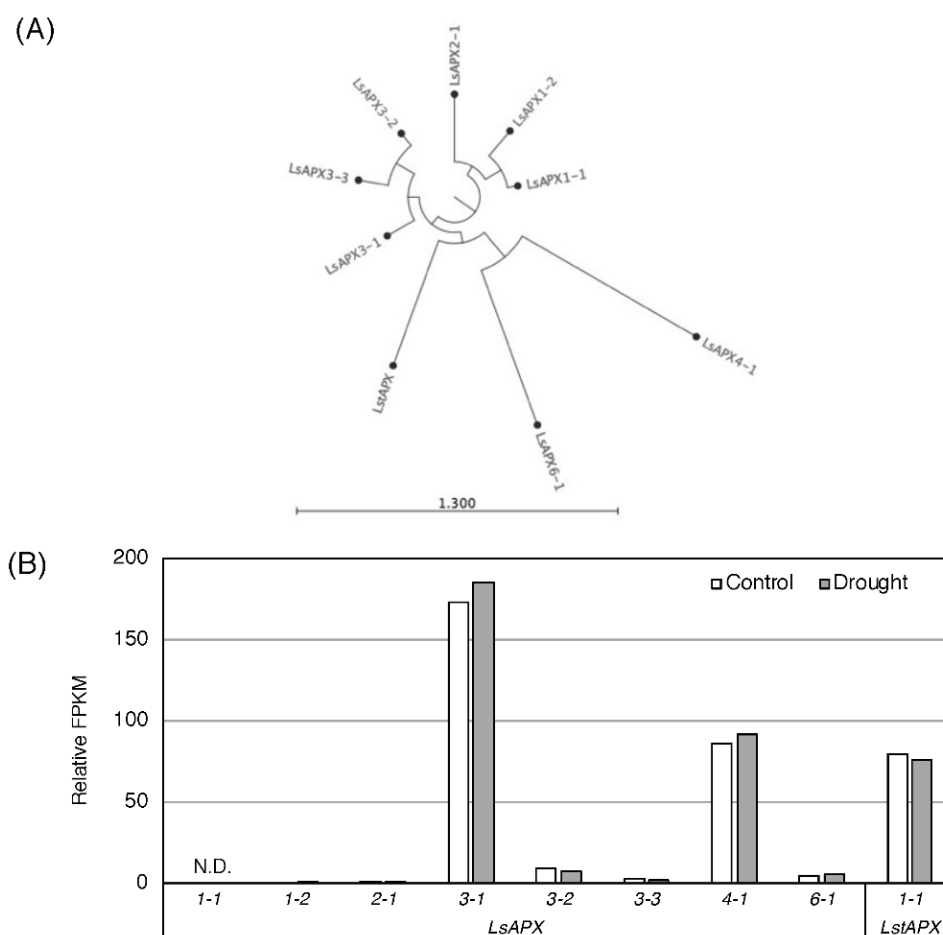 (A)
LsAPX2-1
LsAPX1-2
LsAPX3-2
LsAPX3-3
LsAPX1-1
LsAPX3-1
LsAPX4-1
LstAPX
LsAPX6-1
1.300
(B)
200
Control Drought
150
Relative FPKM
100
50
N.D.
0
1-1 1-2 2-1 3-1 3-2 3-3 4-1 6-1 1-1
LsAPX LstAPX